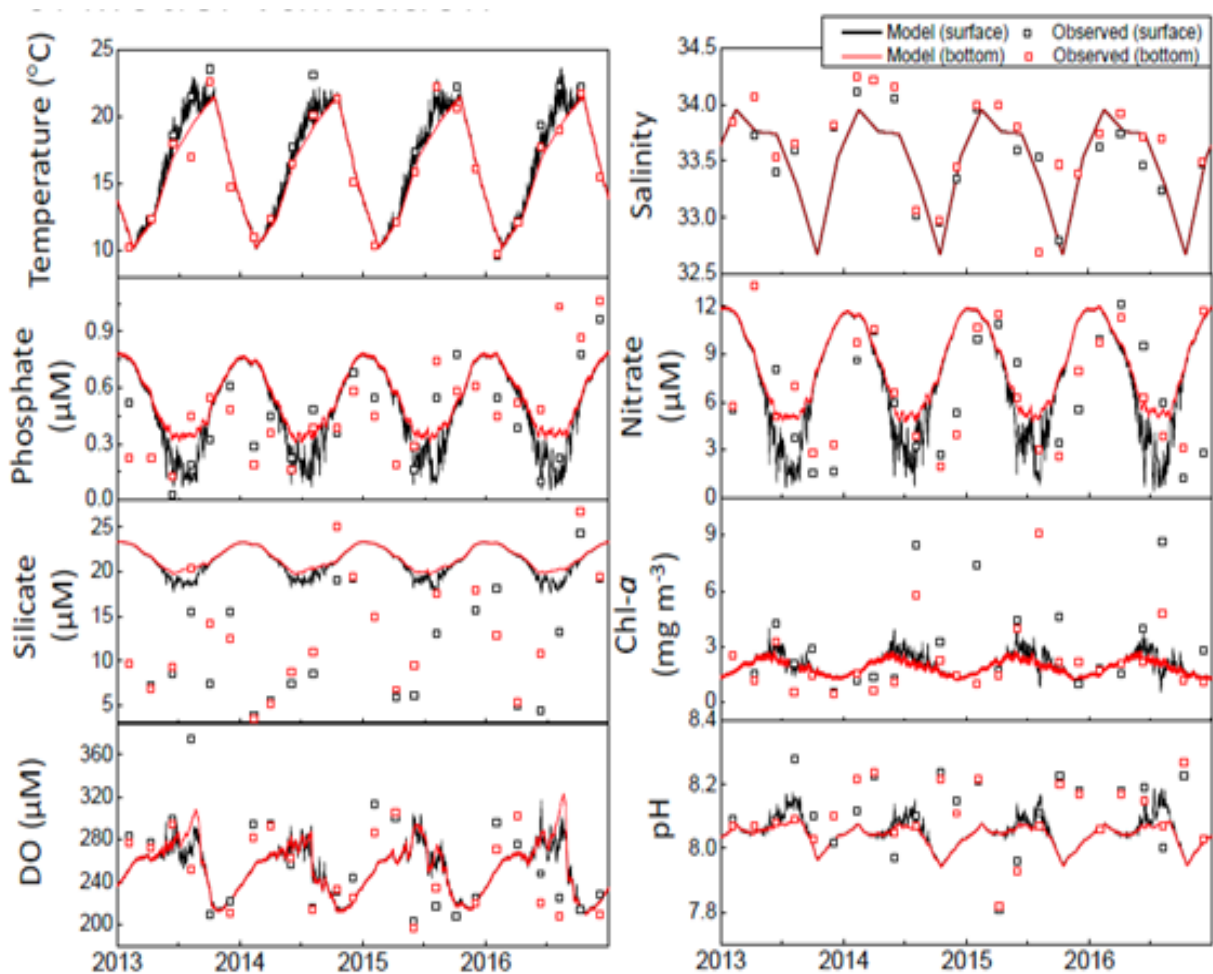 Model (surface) Observed (surface)
Model (bottom) Observed (bottom)
Temperature (°C)
25
20
15
10
Salinity
34.5
34.0
33.5
33.0
32.5
Phosphate
(µM)
0.9
0.6
0.3
0.0
Nitrate
(µM)
12
9
6
3
0
Silicate
(µM)
25
20
15
10
5
Chl-a
(mg m-3)
9
6
3
0
DO (µM)
360
320
280
240
200
pH
8.4
8.2
8.0
7.8
2013 2014 2015 2016
2013 2014 2015 2016